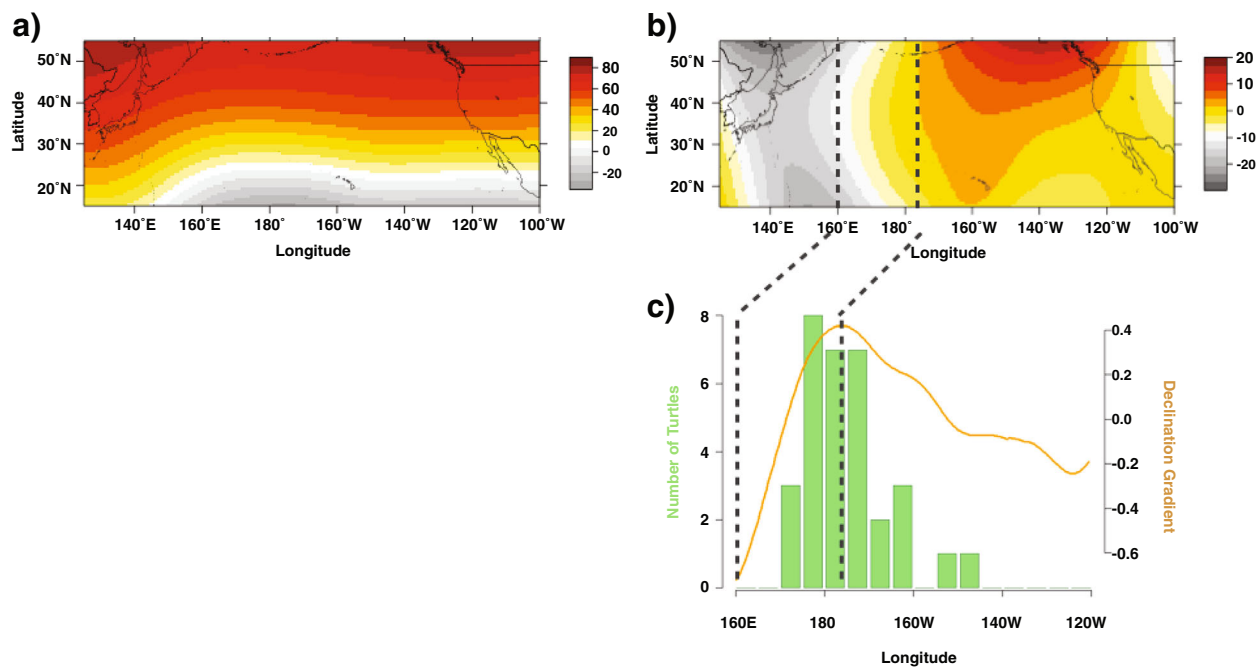 a)
50°N
40°N
30°N
20°N
Latitude
140°E
160°E
180°
160°W
140°W
120°W
100°W
Longitude
80
60
40
20
0
-20
b)
50°N
40°N
30°N
20°N
Latitude
140°E
160°E
180°
160°W
140°W
120°W
100°W
Longitude
20
10
0
-10
-20
c)
8
6
4
2
0
Number of Turtles
0.4
0.2
0.0
-0.2
-0.4
-0.6
Declination Gradient
160E
180
160W
140W
120W
Longitude